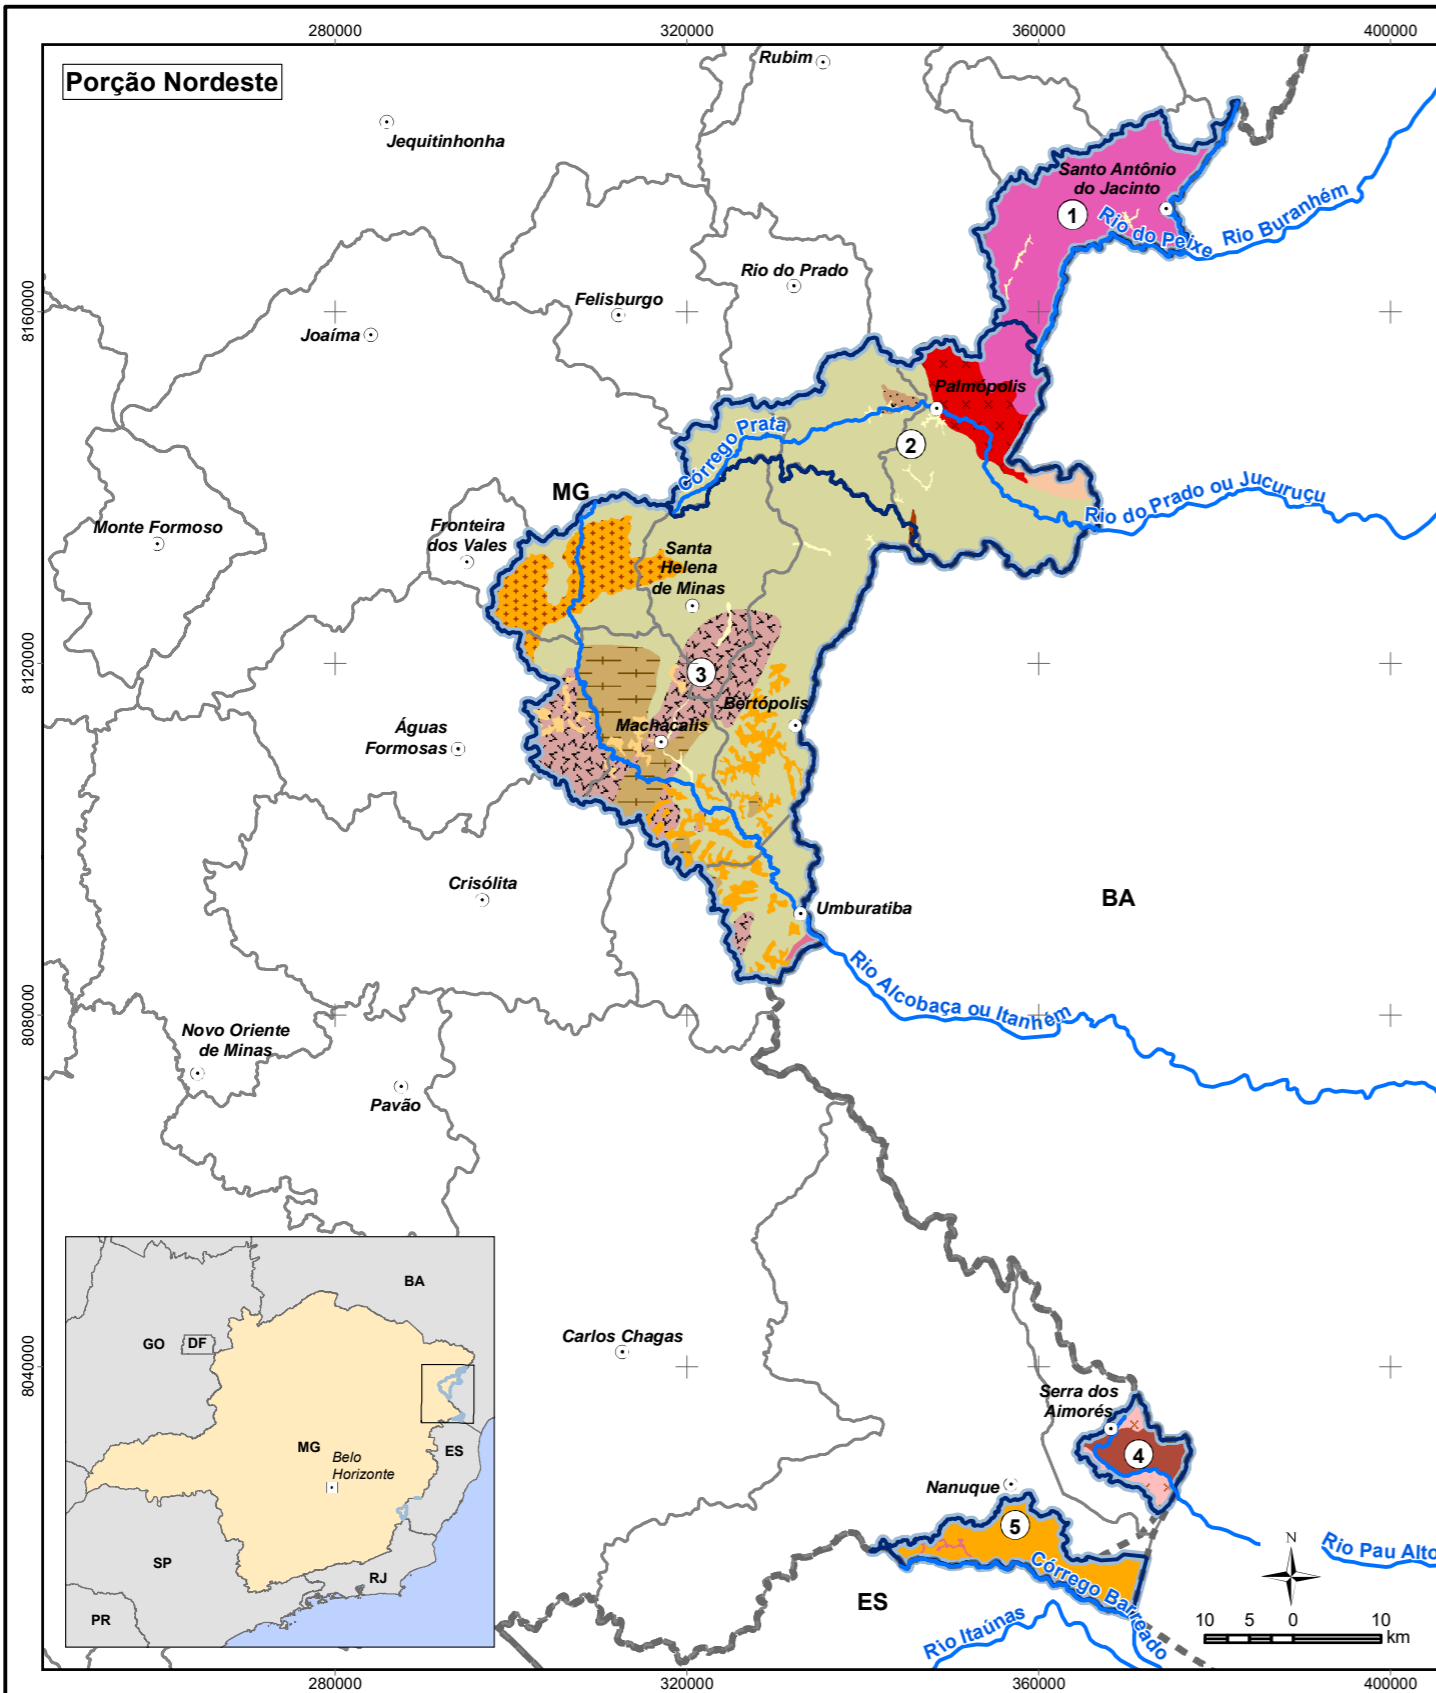 280000
320000
360000
400000
Porção Nordeste
Rubim
Jequitinhonha
Santo Antônio
do Jacinto
1
Rio do Peixe
Rio Buranhém
Rio do Prado
Felisburgo
8160000
Joaíma
Palmópolis
Córrego Prata
2
MG
Rio do Prado ou Jucuruçu
Monte Formoso
Fronteira
dos Vales
Santa
Helena
de Minas
8120000
3
Bertópolis
Machacalis
Águas
Formosas
Crisólita
Umburatiba
BA
Rio Alcobaça ou Itanhém
8080000
Novo Oriente
de Minas
Pavão
BA
GO
DF
MG
Belo
Horizonte
ES
SP
RJ
PR
Carlos Chagas
8040000
Serra dos
Aimorés
4
Nanuque
5
Córrego Barreado
Rio Pau Alto
ES
Rio Itaúnas
N
10 5 0 10
km
280000
320000
360000
400000